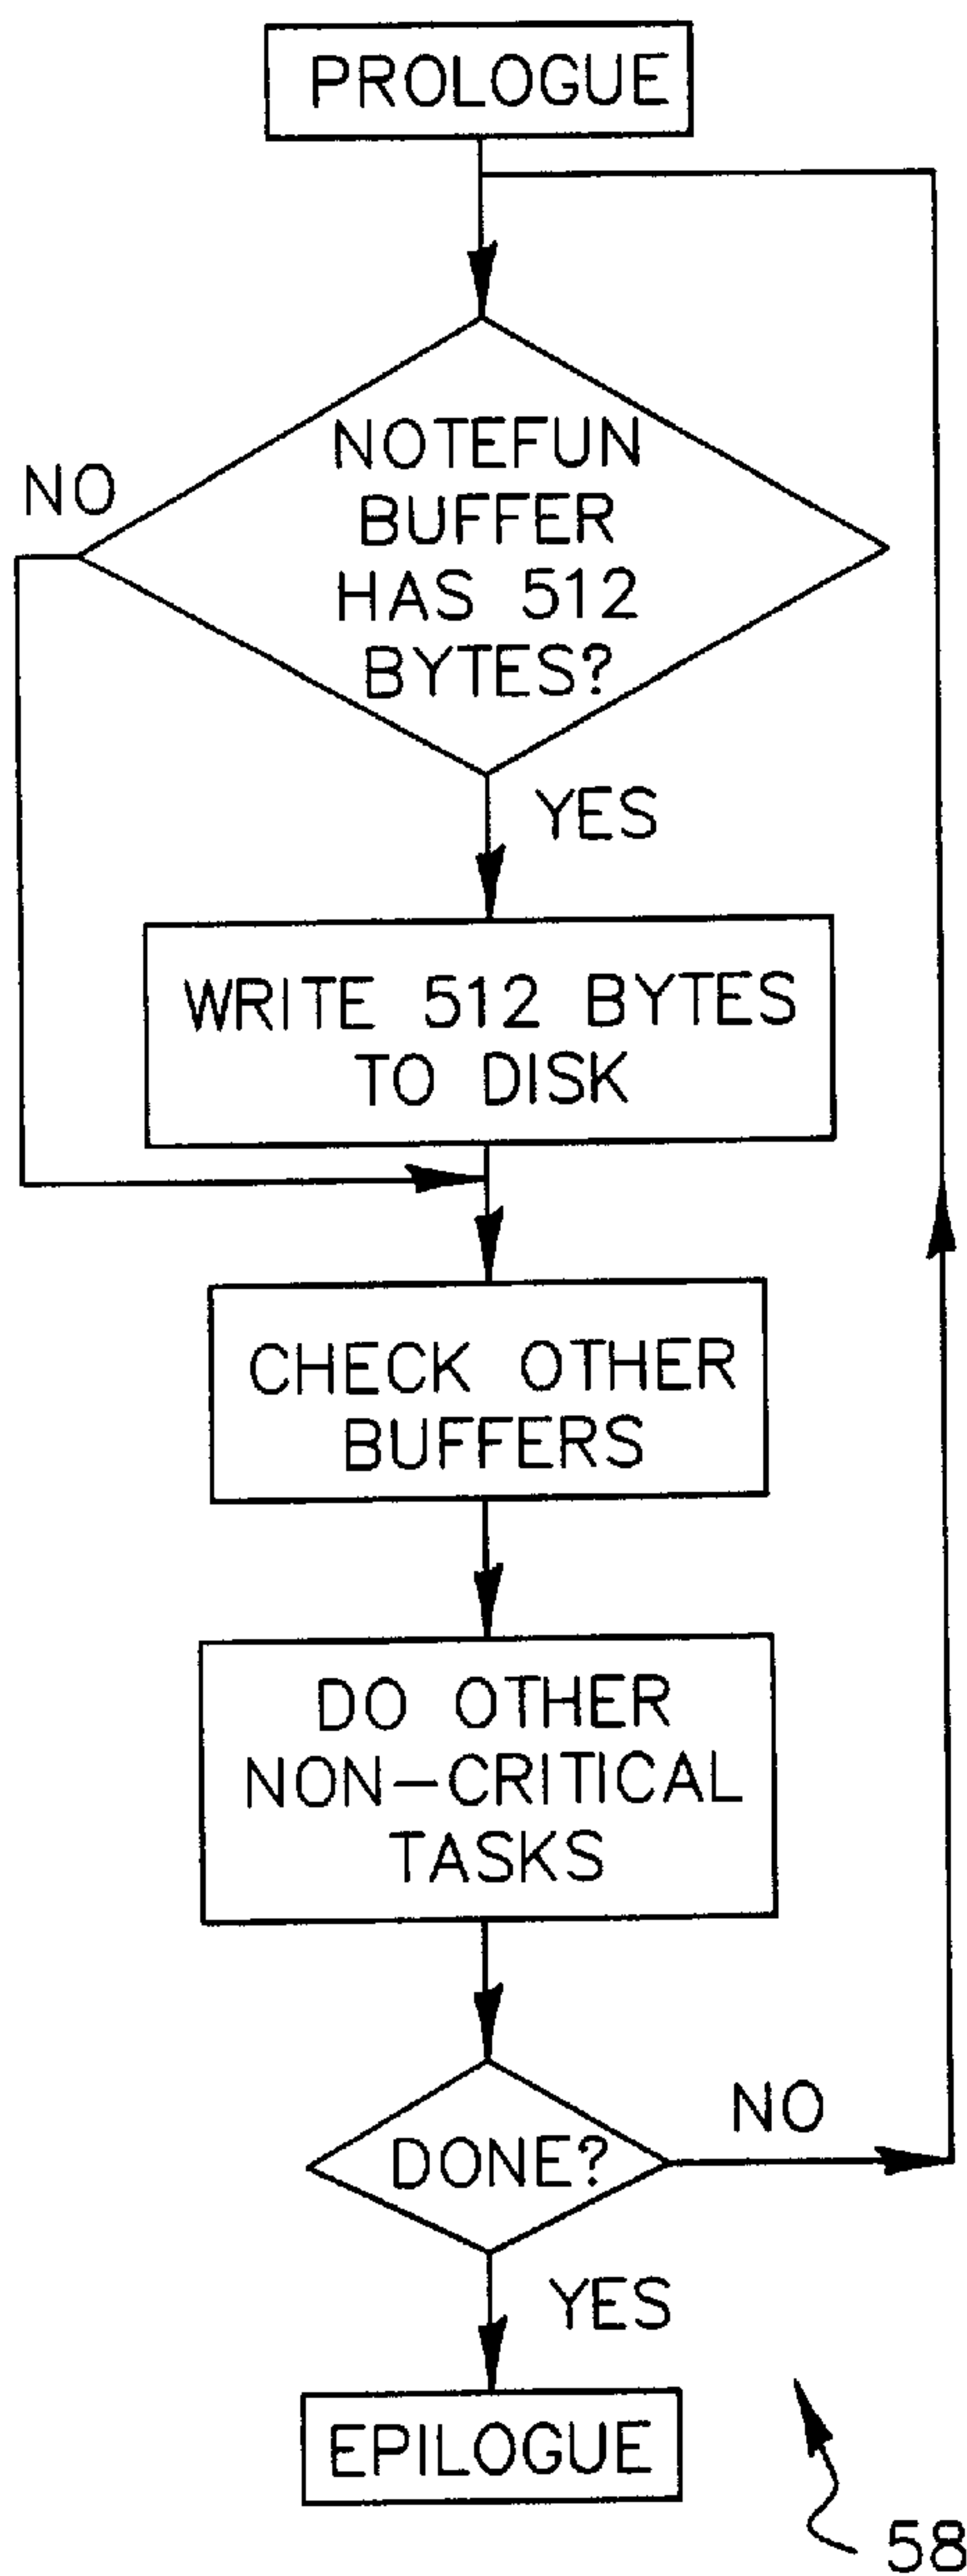 PROLOGUE
NOTEFUN
BUFFER
HAS 512
BYTES?
NO
YES
WRITE 512 BYTES
TO DISK
CHECK OTHER
BUFFERS
DO OTHER
NON-CRITICAL
TASKS
DONE?
NO
YES
EPILOGUE
58